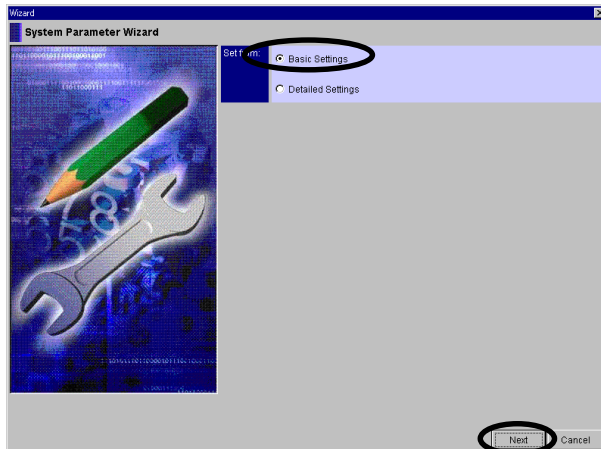 Wizard
System Parameter Wizard
Set from:
Basic Settings
Detailed Settings
Next
Cancel